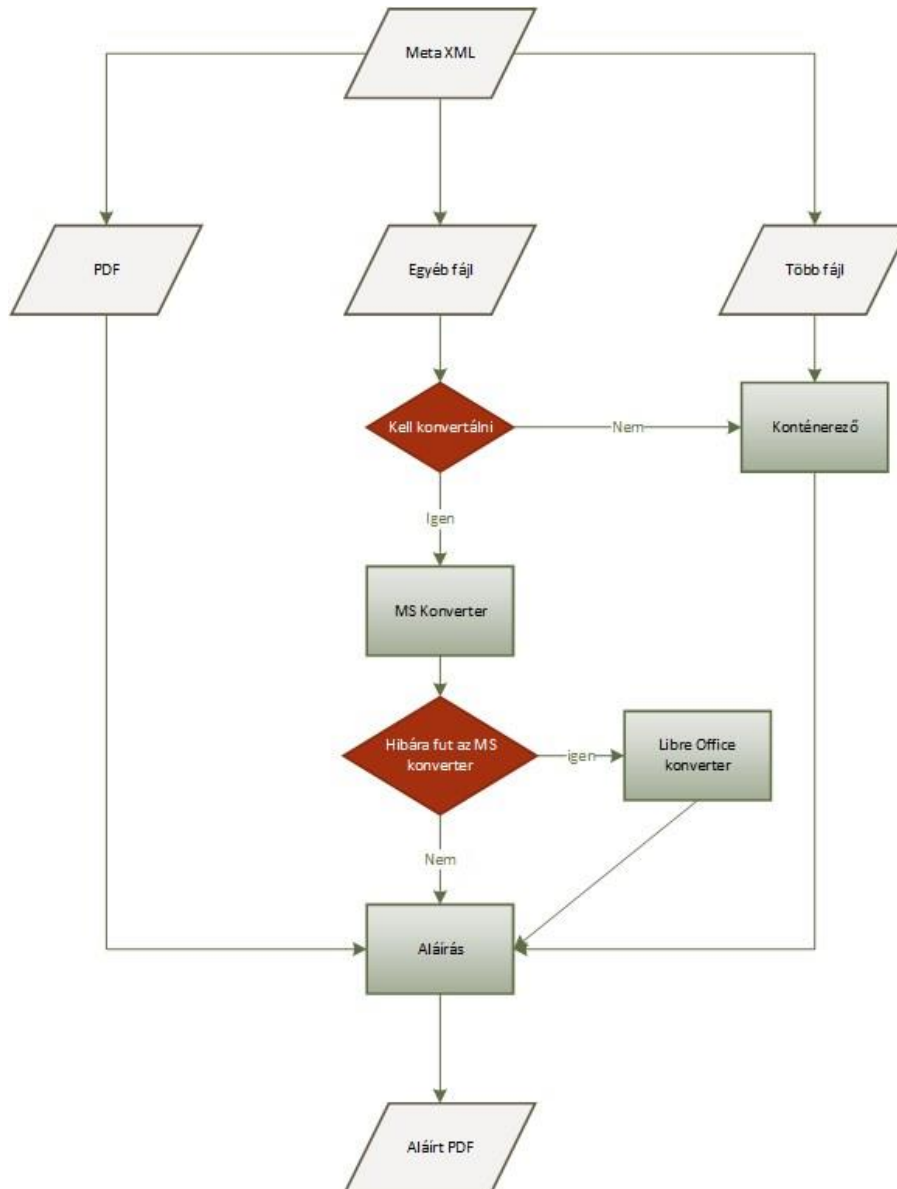 Meta XML
PDF
Egyéb fájl
Több fájl
Kell konvertálni
Nem
Konténerező
Igen
MS Konverter
Hibára fut az MS
konverter
igen
Libre Office
konverter
Nem
Aláírás
Aláírt PDF